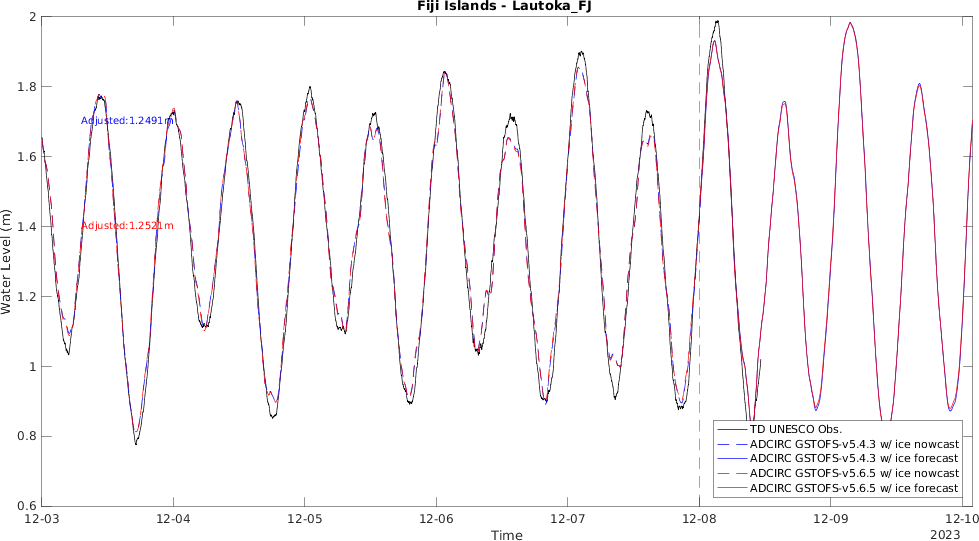 Fiji Islands - Lautoka_FJ
2
1.8
1.6
1.4
1.2
1
0.8
0.6
Water Level (m)
Adjusted:1.2491m
Adjusted:1.2521m
TD UNESCO Obs.
ADCIRC GSTOFS-v5.4.3 w/ ice nowcast
ADCIRC GSTOFS-v5.4.3 w/ ice forecast
ADCIRC GSTOFS-v5.6.5 w/ ice nowcast
ADCIRC GSTOFS-v5.6.5 w/ ice forecast
12-03 12-04 12-05 12-06 12-07 12-08 12-09 12-10
Time
2023